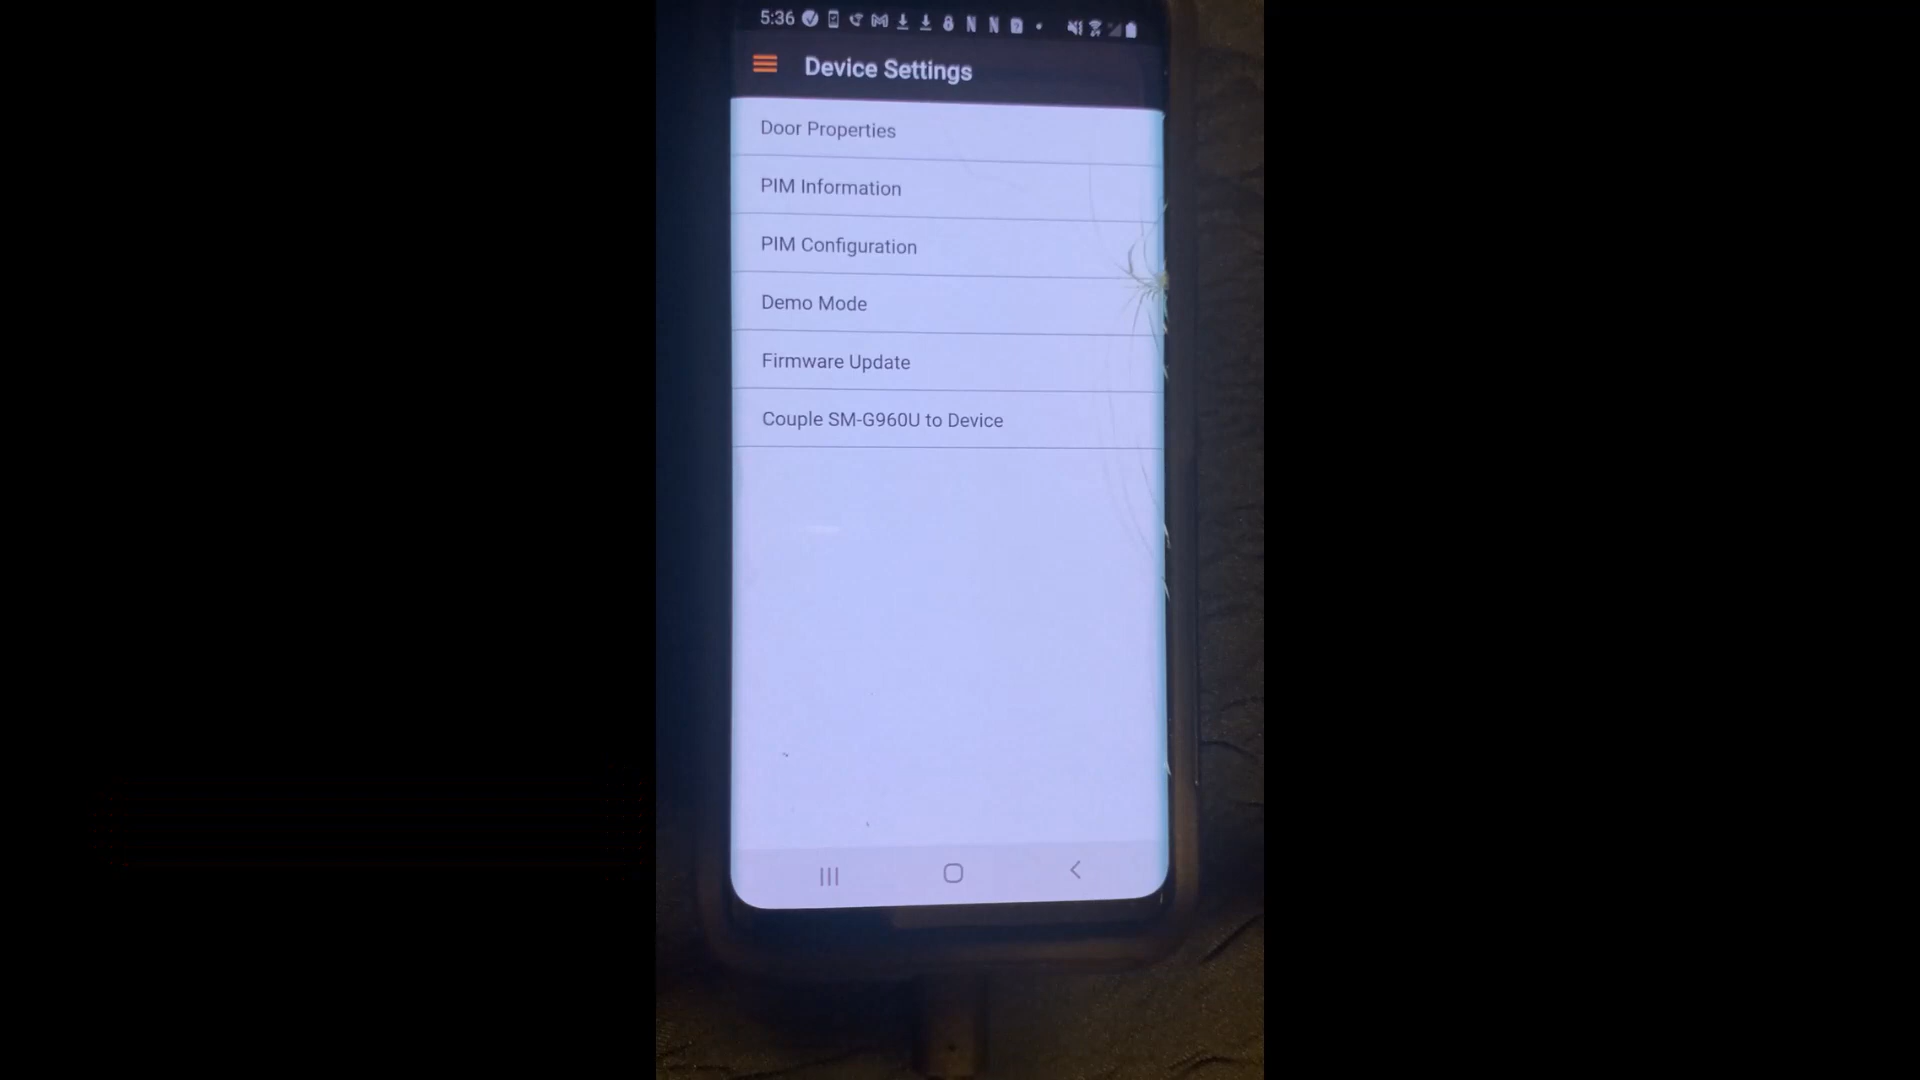 5:36
Device Settings
Door Properties
PIM Information
PIM Configuration
Demo Mode
Firmware Update
Couple SM-G960U to Device